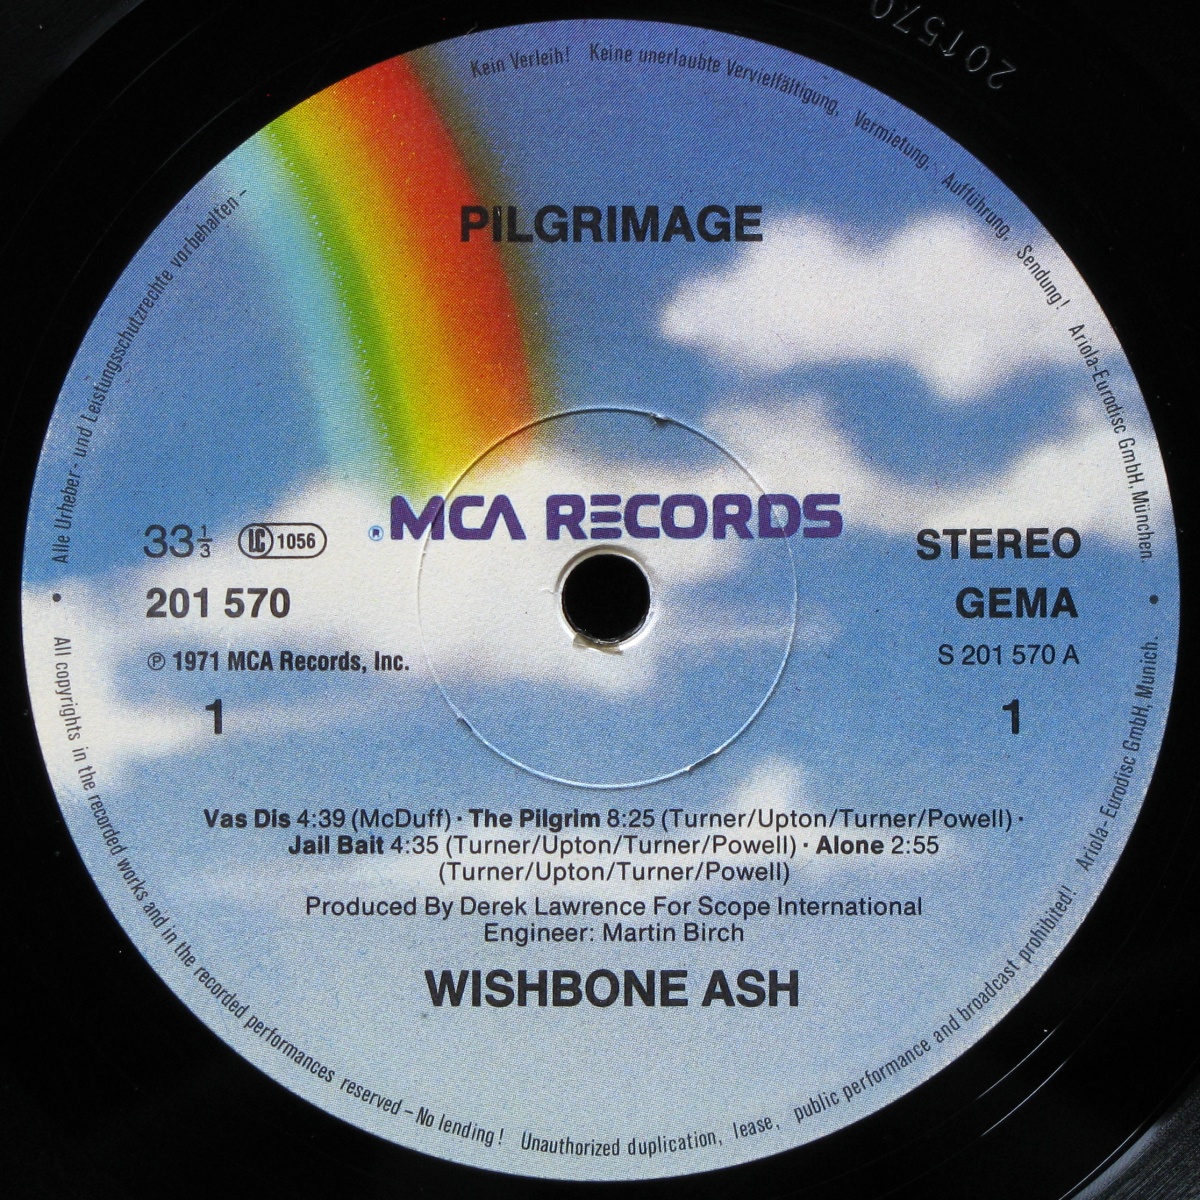 201570
Alle Urheber- und Leistungsschutzrechte vorbehalten – Kein Verleih! Keine unerlaubte Vervielfältigung, Vermietung, Aufführung, Sendung! Ariola-Eurodisc GmbH, München.
PILGRIMAGE
® MCA RECORDS
33 1/3 LC 1056
STEREO
201 570
GEMA
℗ 1971 MCA Records, Inc.
S 201 570 A
1
1
Vas Dis 4:39 (McDuff) · The Pilgrim 8:25 (Turner/Upton/Turner/Powell) ·
Jail Bait 4:35 (Turner/Upton/Turner/Powell) · Alone 2:55
(Turner/Upton/Turner/Powell)
Produced By Derek Lawrence For Scope International
Engineer: Martin Birch
WISHBONE ASH
All copyrights in the recorded works and in the recorded performances reserved – No lending! Unauthorized duplication, lease, public performance and broadcast prohibited! Ariola-Eurodisc GmbH, Munich.